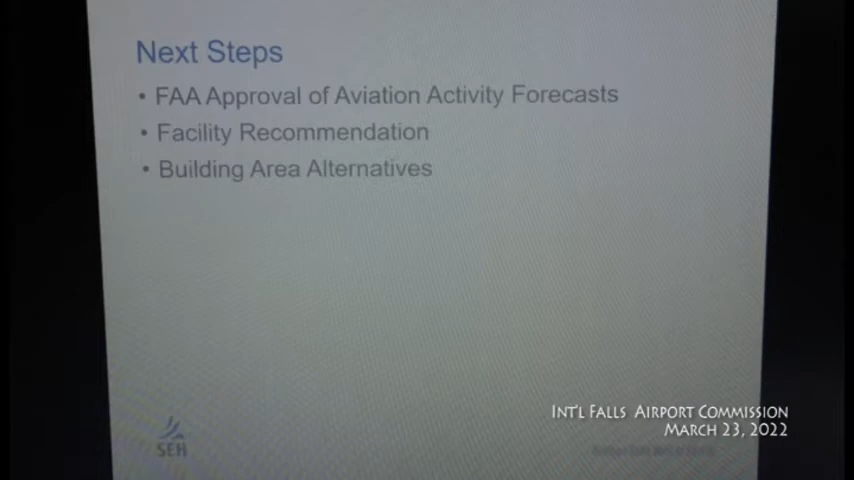 Next Steps
• FAA Approval of Aviation Activity Forecasts
• Facility Recommendation
• Building Area Alternatives
INT'L FALLS AIRPORT COMMISSION
MARCH 23, 2022
SEH